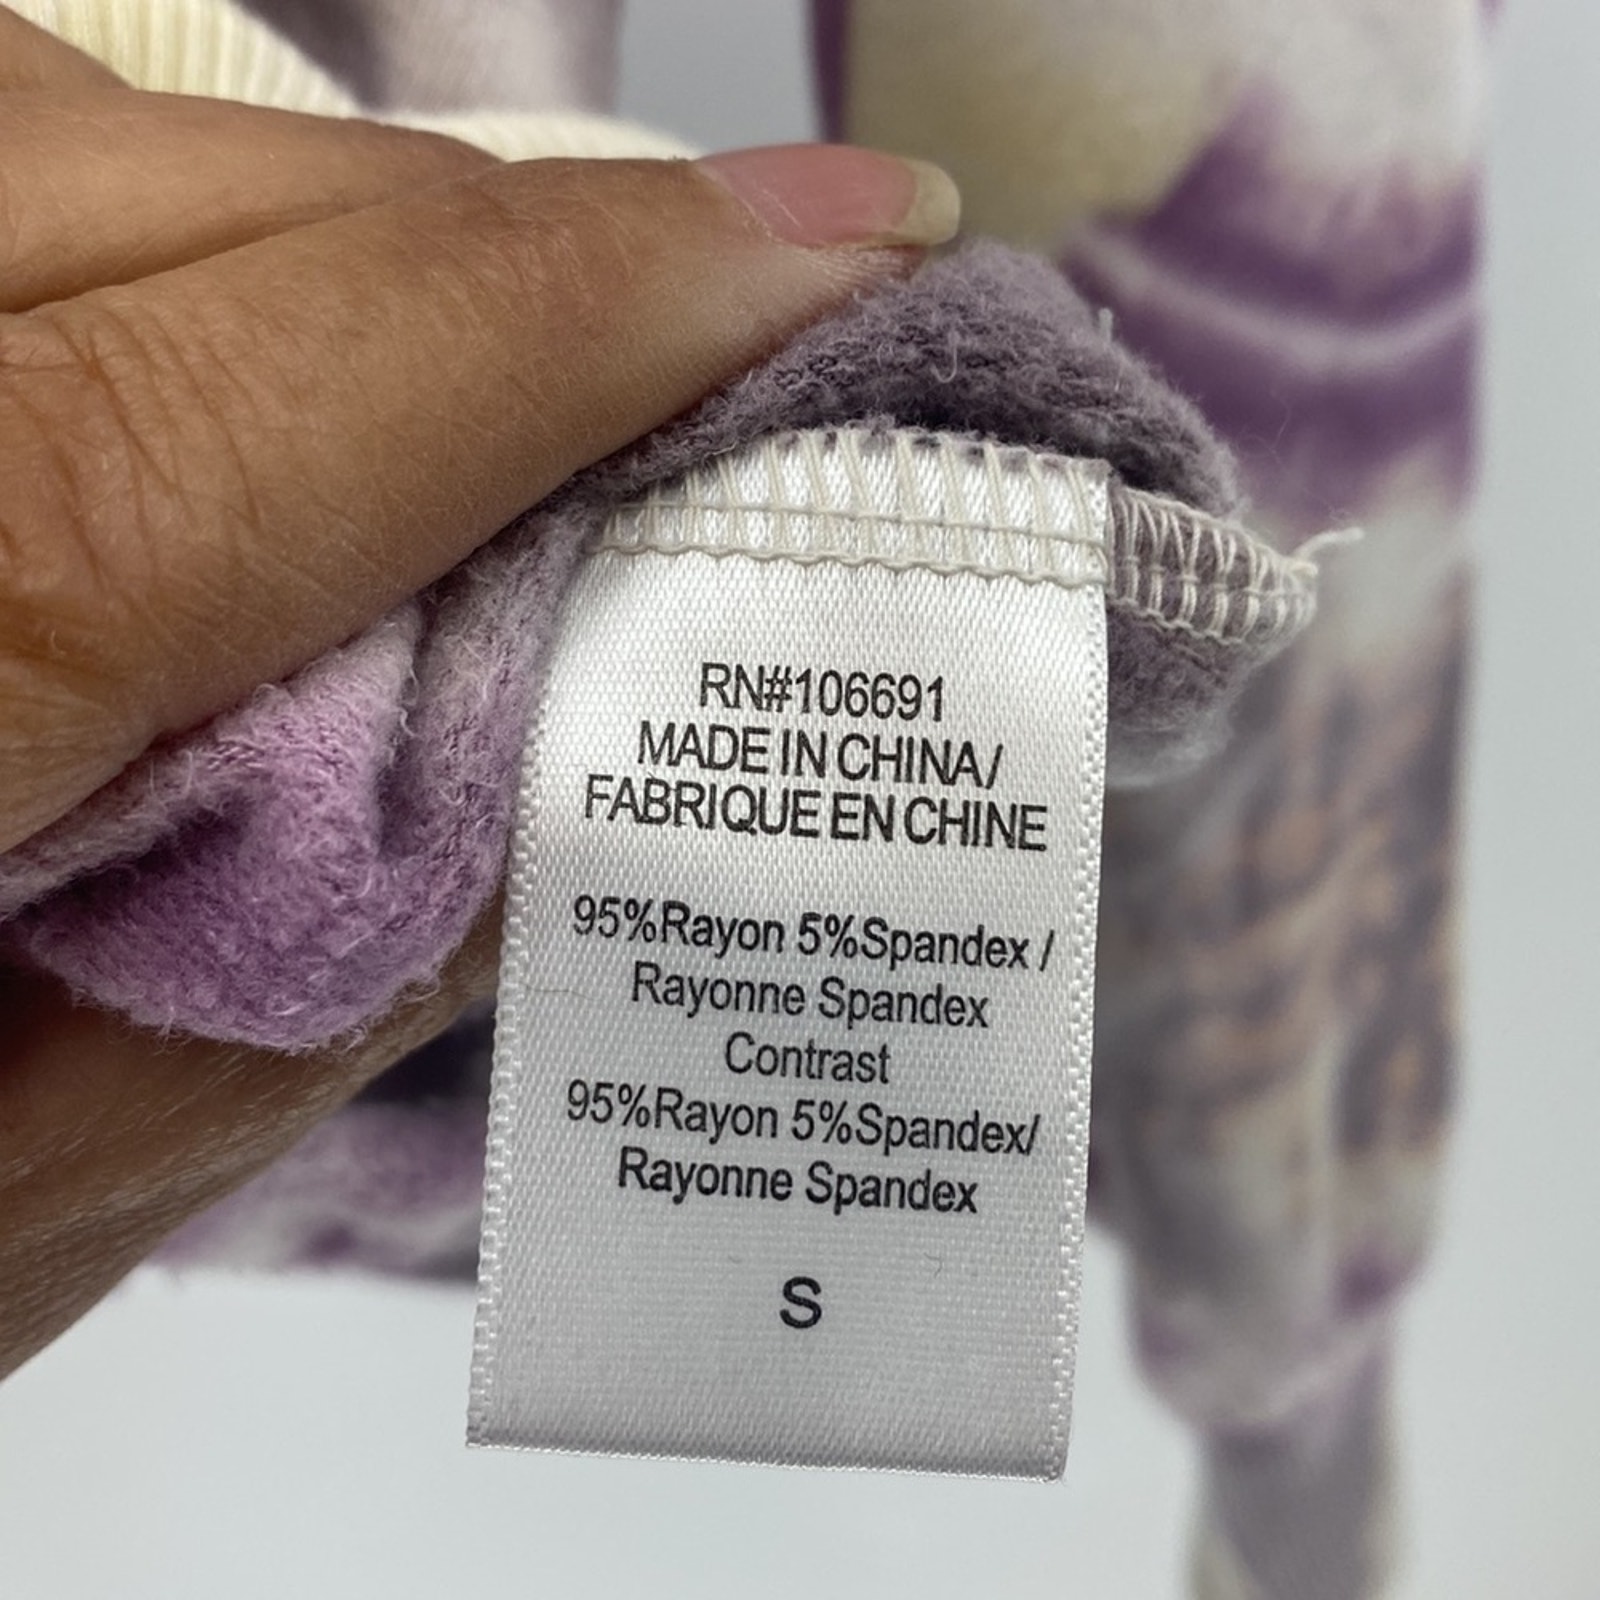 RN#106691
MADE IN CHINA/
FABRIQUE EN CHINE
95%Rayon 5%Spandex /
Rayonne Spandex
Contrast
95%Rayon 5%Spandex/
Rayonne Spandex
S